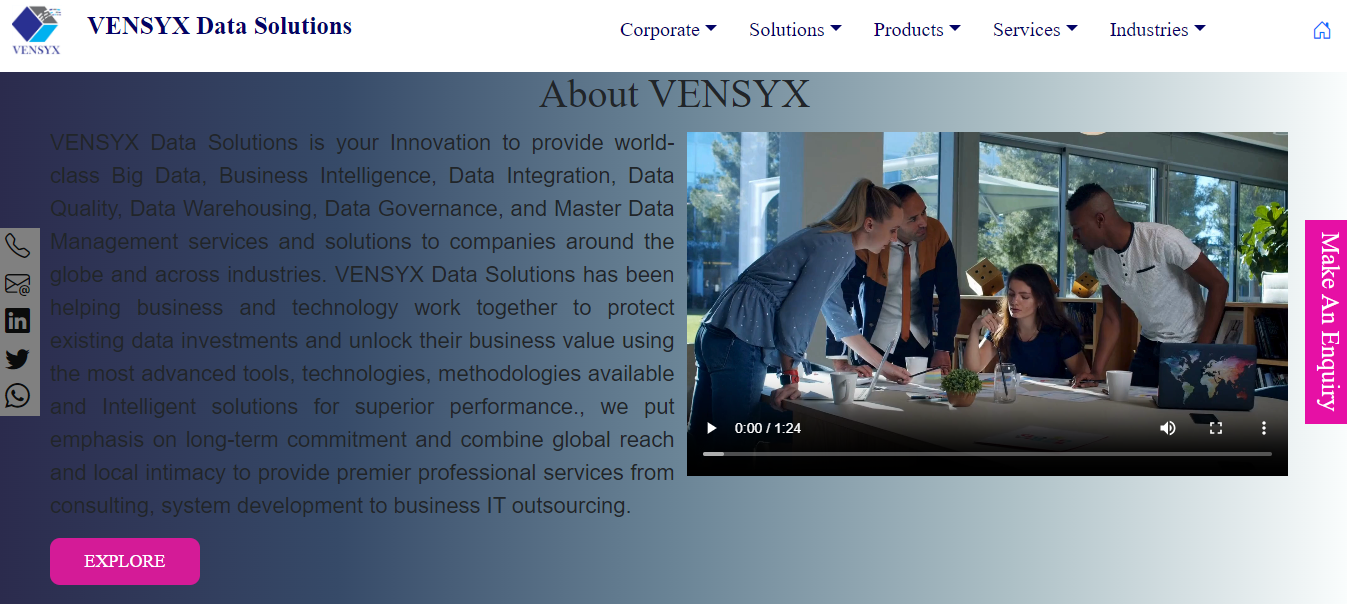 VENSYX
VENSYX Data Solutions
Corporate
Solutions
Products
Services
Industries
About VENSYX
VENSYX Data Solutions is your Innovation to provide world-
class Big Data, Business Intelligence, Data Integration, Data
Quality, Data Warehousing, Data Governance, and Master Data
Management services and solutions to companies around the
globe and across industries. VENSYX Data Solutions has been
helping business and technology work together to protect
existing data investments and unlock their business value using
the most advanced tools, technologies, methodologies available
and Intelligent solutions for superior performance., we put
emphasis on long-term commitment and combine global reach
and local intimacy to provide premier professional services from
consulting, system development to business IT outsourcing.
EXPLORE
0:00 / 1:24
Make An Enquiry